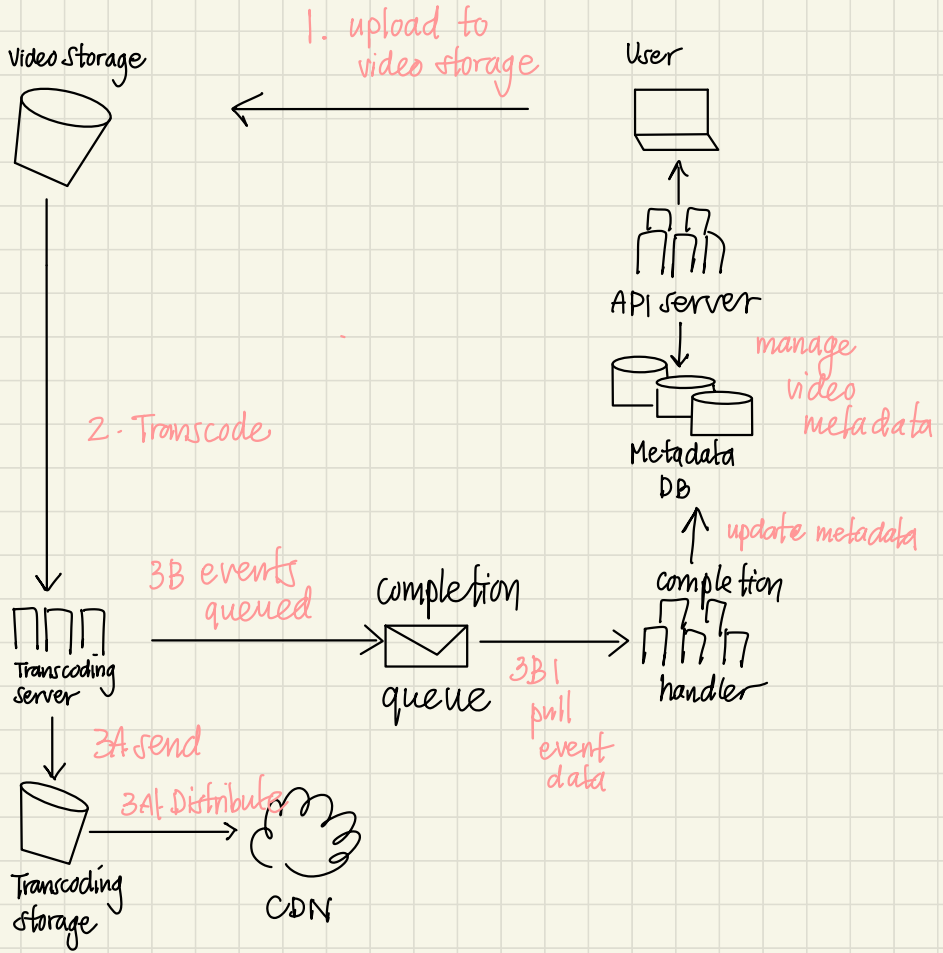 1. upload to
video storage
Video Storage
User
API server
manage
video
metadata
Metadata
DB
2. Transcode
update metadata
3B events
queued
completion
queue
completion
handler
3B1
pull
event
data
Transcoding
server
3A send
3A1 Distribute
Transcoding
storage
CDN